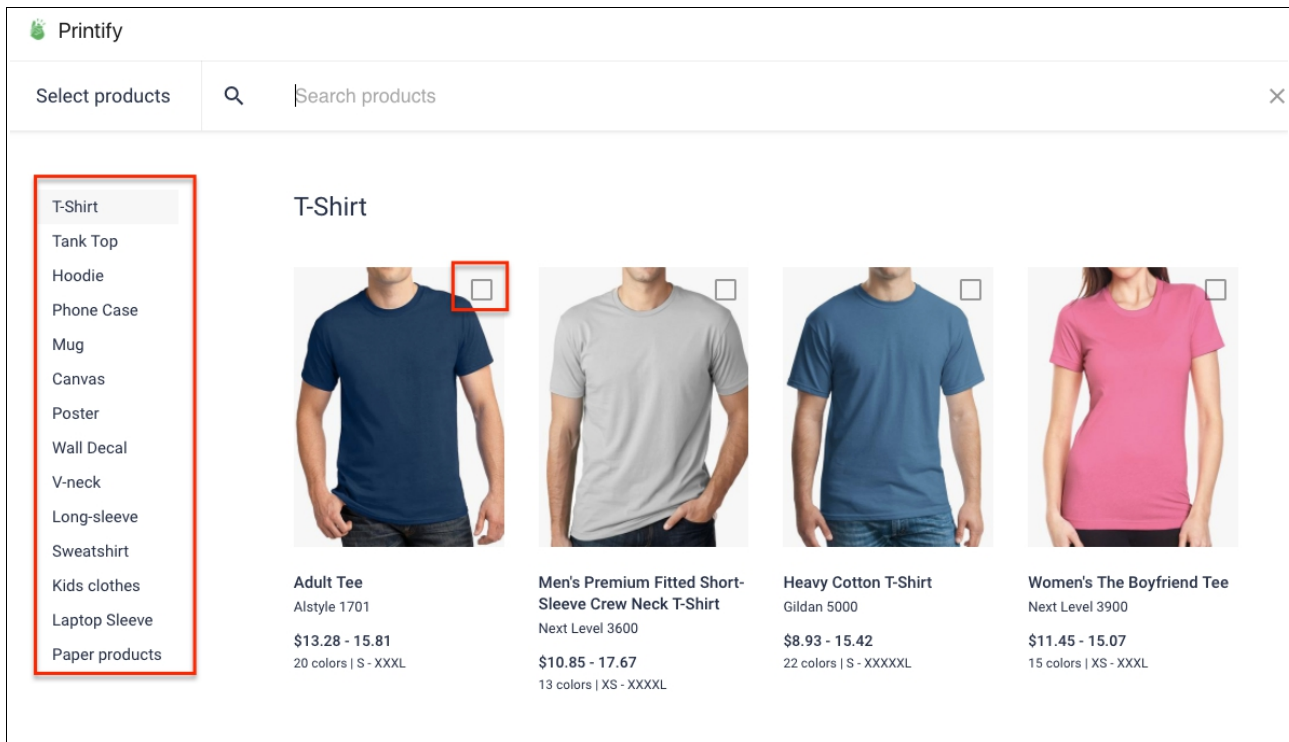 Printify
Select products
Search products
T-Shirt
Tank Top
Hoodie
Phone Case
Mug
Canvas
Poster
Wall Decal
V-neck
Long-sleeve
Sweatshirt
Kids clothes
Laptop Sleeve
Paper products
T-Shirt
Adult Tee
Alstyle 1701
$13.28 - 15.81
20 colors | S - XXXL
Men's Premium Fitted Short-
Sleeve Crew Neck T-Shirt
Next Level 3600
$10.85 - 17.67
13 colors | XS - XXXXL
Heavy Cotton T-Shirt
Gildan 5000
$8.93 - 15.42
22 colors | S - XXXXXL
Women's The Boyfriend Tee
Next Level 3900
$11.45 - 15.07
15 colors | XS - XXXL